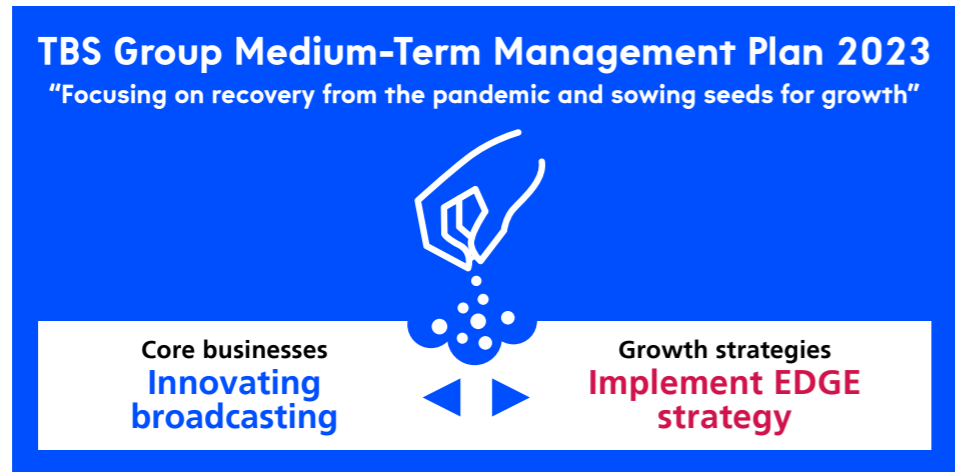 TBS Group Medium-Term Management Plan 2023
“Focusing on recovery from the pandemic and sowing seeds for growth”
Core businesses
Innovating
broadcasting
Growth strategies
Implement EDGE
strategy